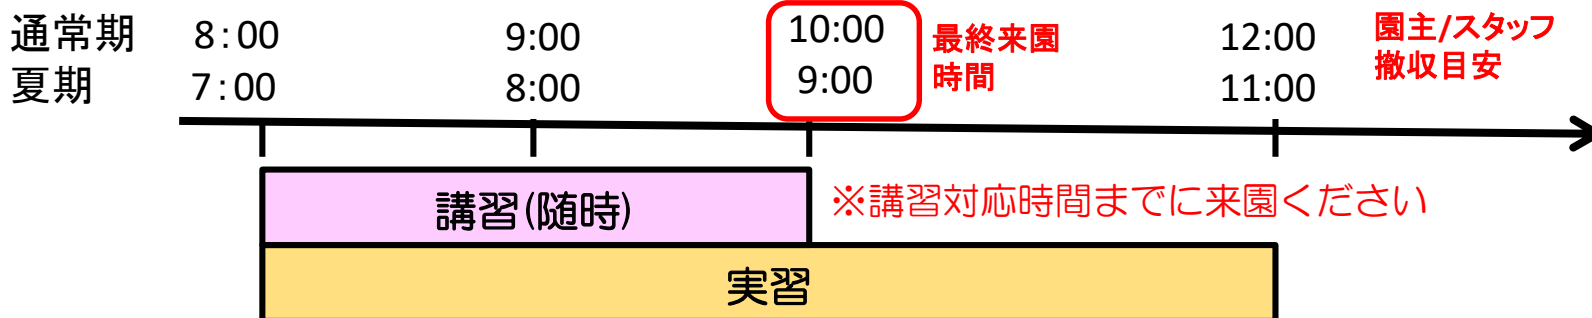 通常期 8:00 9:00 10:00 最終来園 12:00 園主/スタッフ
夏期 7:00 8:00 9:00 時間 11:00 撤収目安
講習(随時) ※講習対応時間までに来園ください
実習